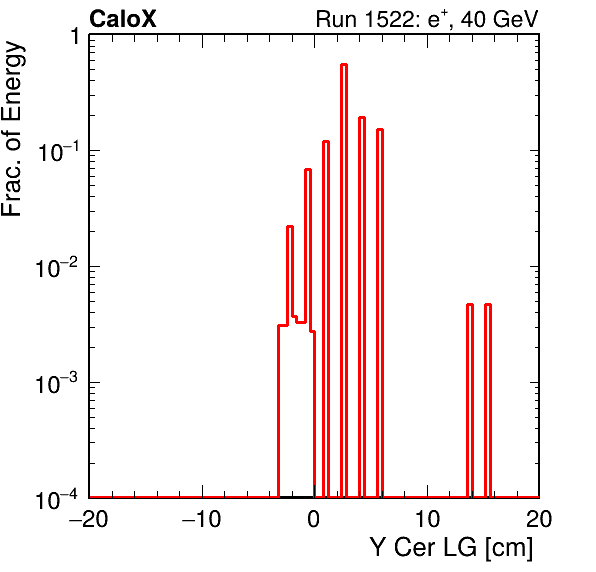 CaloX Run 1522: e⁺, 40 GeV
Frac. of Energy
1
10⁻¹
10⁻²
10⁻³
10⁻⁴
−20 −10 0 10 20
Y Cer LG [cm]